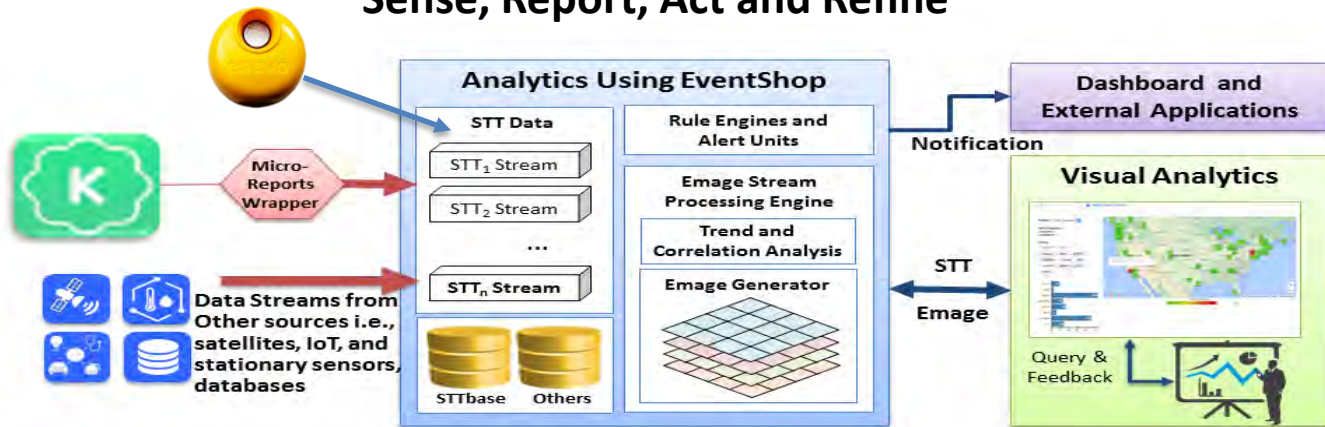 Sense, Report, Act and Refine
Analytics Using EventShop
STT Data
STT₁ Stream
STT₂ Stream
...
STTₙ Stream
STTbase
Others
Rule Engines and
Alert Units
Emage Stream
Processing Engine
Trend and
Correlation Analysis
Emage Generator
K
Micro-
Reports
Wrapper
Data Streams from
Other sources i.e.,
satellites, IoT, and
stationary sensors,
databases
Notification
Dashboard and
External Applications
STT
Emage
Visual Analytics
Query &
Feedback